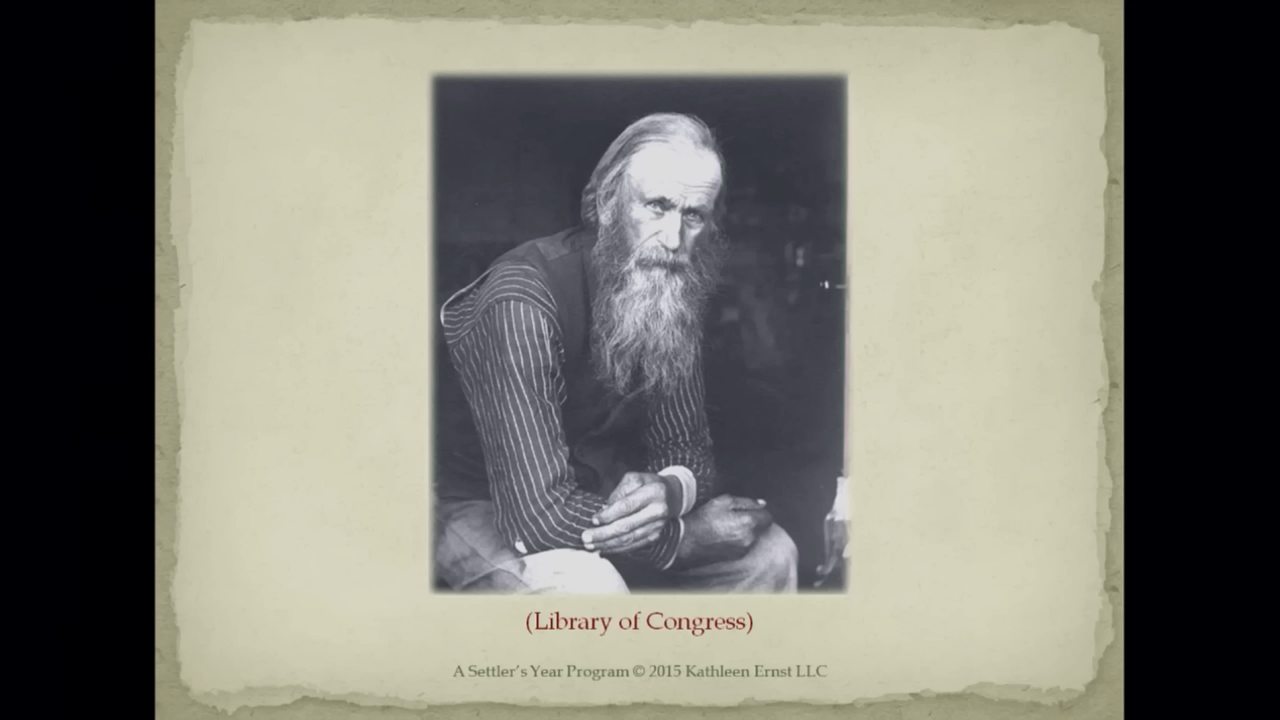 (Library of Congress)
A Settler's Year Program © 2015 Kathleen Ernst LLC